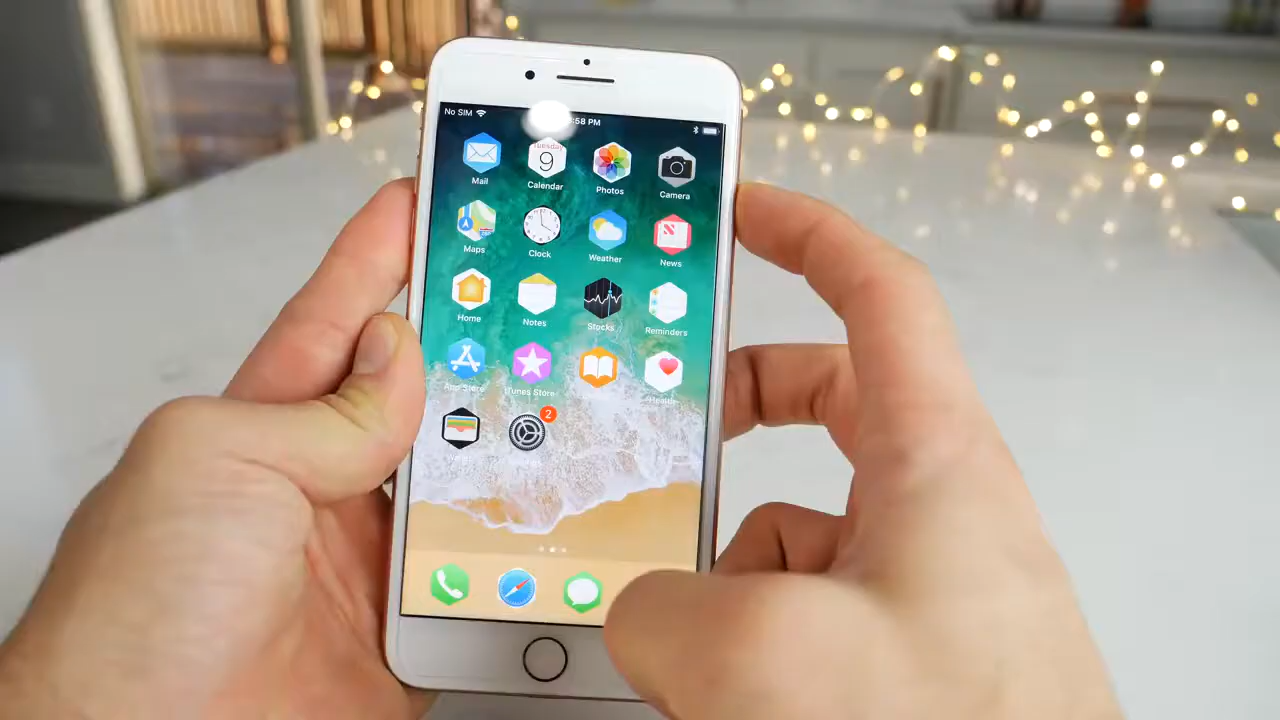 No SIM
:58 PM
Mail
Tuesday
9
Calendar
Photos
Camera
Maps
Clock
Weather
News
Home
Notes
Stocks
Reminders
App Store
iTunes Store
Health
2